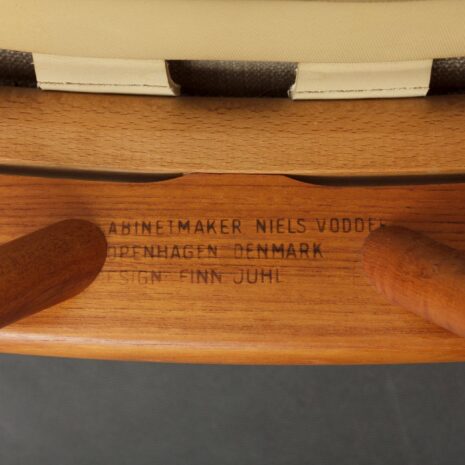 ABINETMAKER NIELS VODDE
OPENHAGEN DENMARK
ESIGN: FINN JUHL